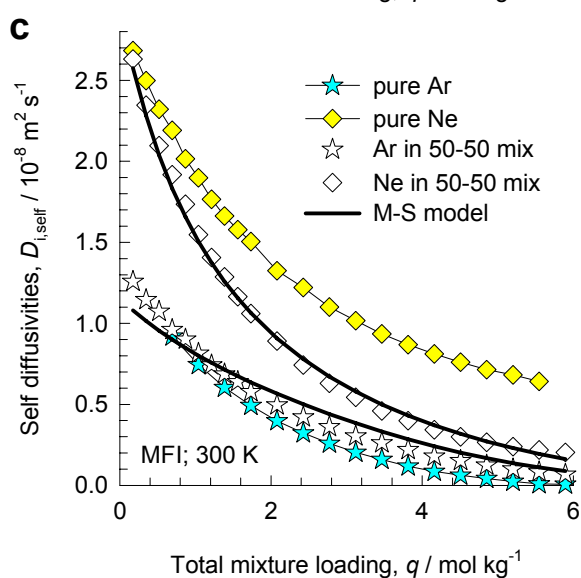 c
2.5
2.0
1.5
1.0
0.5
0.0
Self diffusivities, D i,self / 10⁻⁸ m² s⁻¹
pure Ar
pure Ne
Ar in 50-50 mix
Ne in 50-50 mix
M-S model
MFI; 300 K
0 2 4 6
Total mixture loading, q / mol kg⁻¹